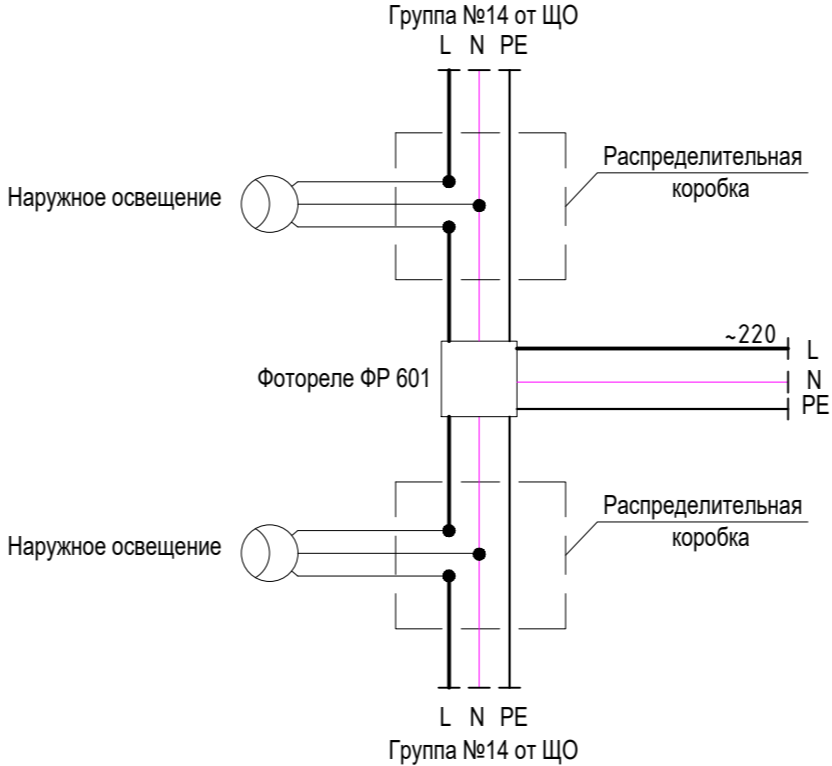 Группа №14 от ЩО
L N PE
Распределительная
коробка
Наружное освещение
~220
L
Фотореле ФР 601
N
PE
Распределительная
коробка
Наружное освещение
L N PE
Группа №14 от ЩО